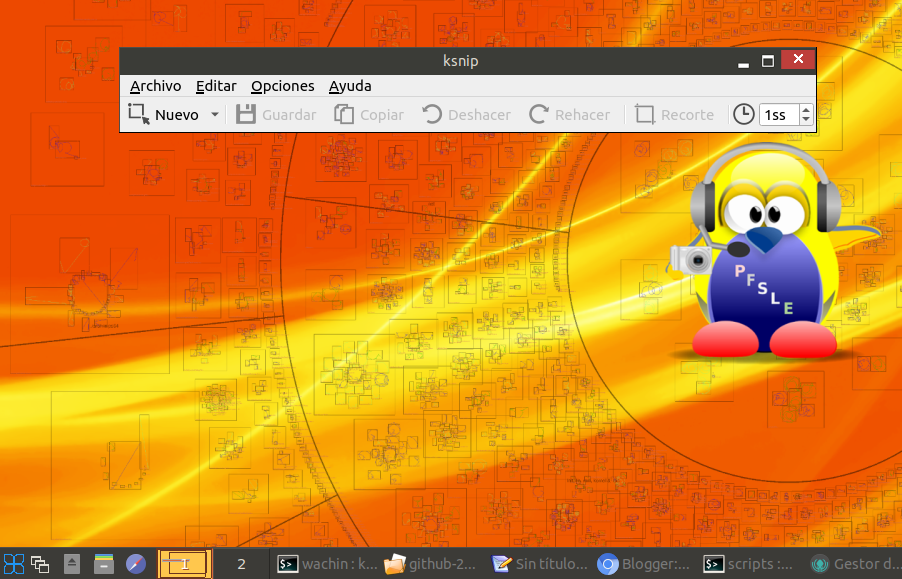 ksnip
Archivo Editar Opciones Ayuda
Nuevo Guardar Copiar Deshacer Rehacer Recorte 1ss
P
F
S
L
E
1 2 wachin : k... github-2... Sin título... Blogger:... scripts :... Gestor d...